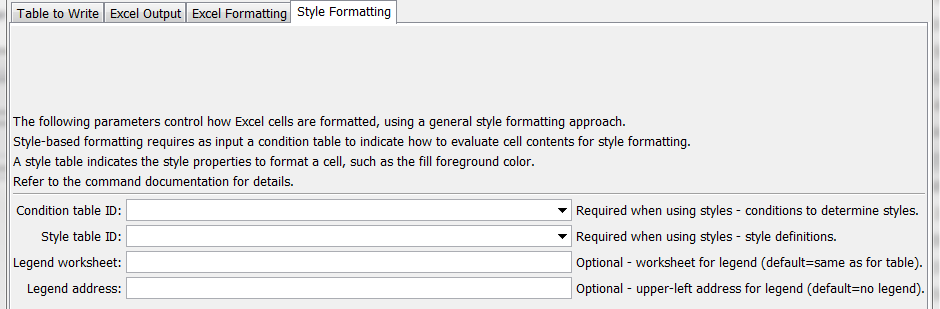 Table to Write Excel Output Excel Formatting Style Formatting
The following parameters control how Excel cells are formatted, using a general style formatting approach.
Style-based formatting requires as input a condition table to indicate how to evaluate cell contents for style formatting.
A style table indicates the style properties to format a cell, such as the fill foreground color.
Refer to the command documentation for details.
Condition table ID: Required when using styles - conditions to determine styles.
Style table ID: Required when using styles - style definitions.
Legend worksheet: Optional - worksheet for legend (default=same as for table).
Legend address: Optional - upper-left address for legend (default=no legend).